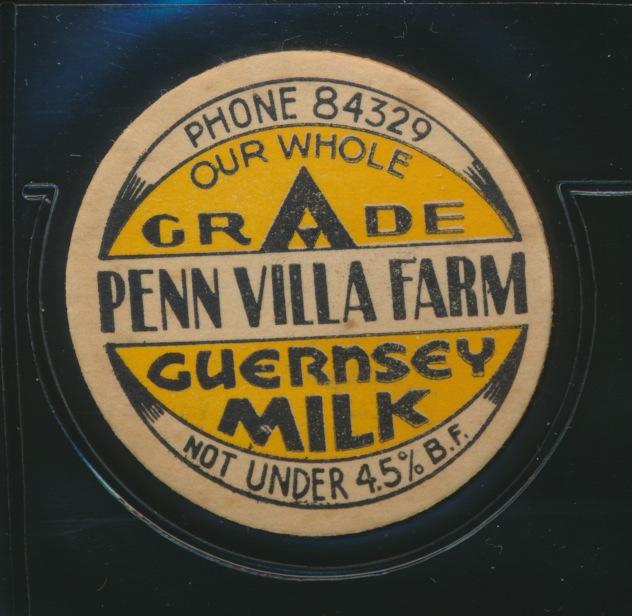 PHONE 84329
OUR WHOLE
GRADE
PENN VILLA FARM
GUERNSEY
MILK
NOT UNDER 4.5% B.F.